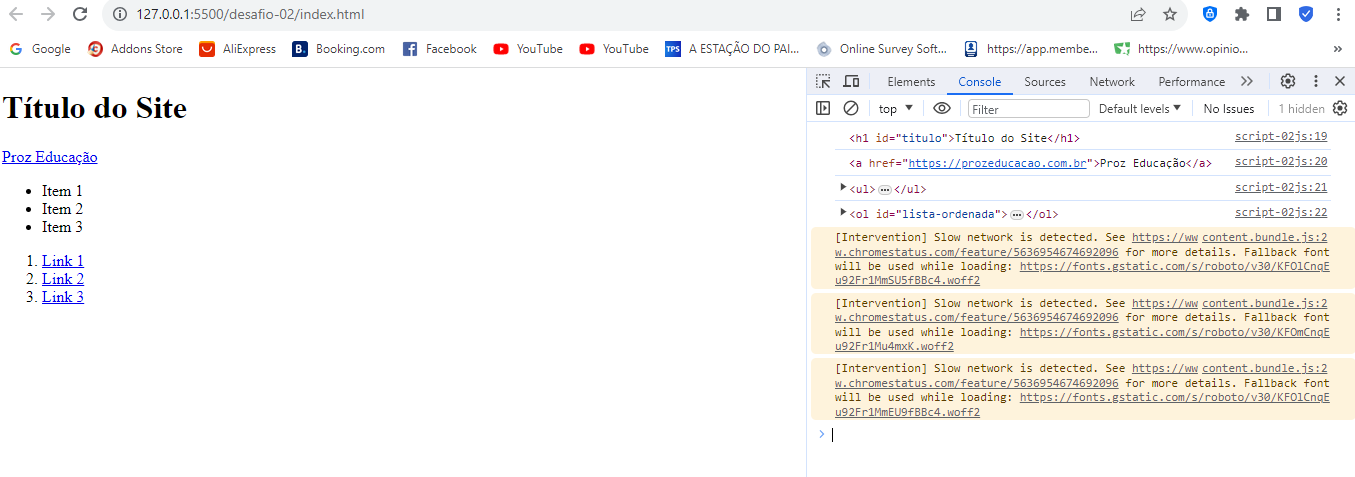 127.0.0.1:5500/desafio-02/index.html
Google Addons Store AliExpress B. Booking.com Facebook YouTube YouTube TPS A ESTAÇÃO DO PAI... Online Survey Soft... https://app.membe... https://www.opinio... »
Título do Site
Proz Educação
• Item 1
• Item 2
• Item 3
1. Link 1
2. Link 2
3. Link 3
Elements Console Sources Network Performance »
top Filter Default levels No Issues 1 hidden
<h1 id="titulo">Título do Site</h1> script-02js:19
<a href="https://prozeducacao.com.br">Proz Educação</a> script-02js:20
<ul>…</ul> script-02js:21
<ol id="lista-ordenada">…</ol> script-02js:22
[Intervention] Slow network is detected. See https://ww content.bundle.js:2
w.chromestatus.com/feature/5636954674692096 for more details. Fallback font
will be used while loading: https://fonts.gstatic.com/s/roboto/v30/KFOlCnqE
u92Fr1MmSU5fBBc4.woff2
[Intervention] Slow network is detected. See https://ww content.bundle.js:2
w.chromestatus.com/feature/5636954674692096 for more details. Fallback font
will be used while loading: https://fonts.gstatic.com/s/roboto/v30/KFOmCnqE
u92Fr1Mu4mxK.woff2
[Intervention] Slow network is detected. See https://ww content.bundle.js:2
w.chromestatus.com/feature/5636954674692096 for more details. Fallback font
will be used while loading: https://fonts.gstatic.com/s/roboto/v30/KFOlCnqE
u92Fr1MmEU9fBBc4.woff2
>